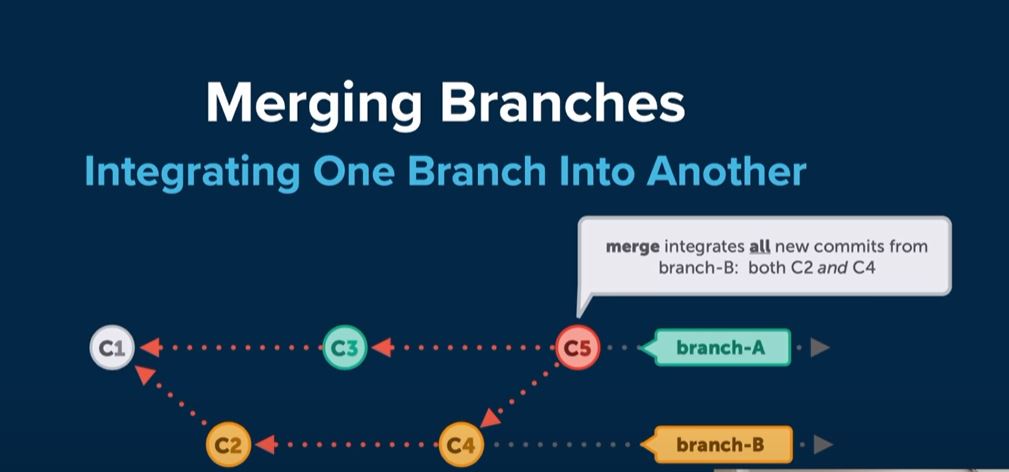 Merging Branches
Integrating One Branch Into Another
merge integrates all new commits from
branch-B: both C2 and C4
C1
C3
C5
branch-A
C2
C4
branch-B